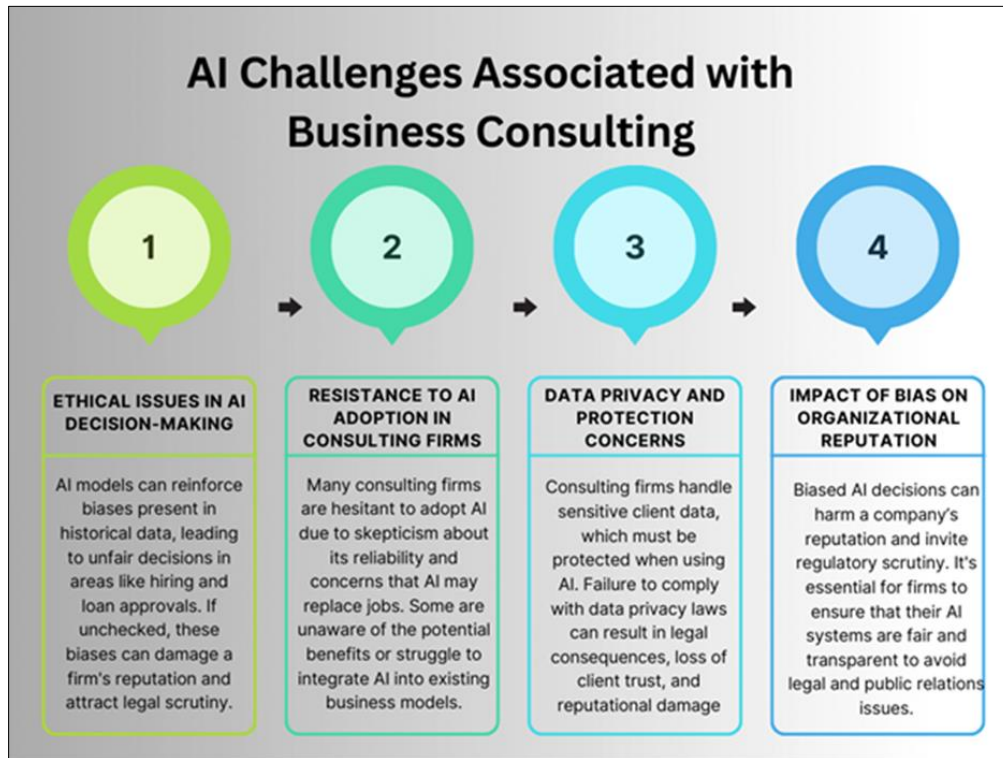 AI Challenges Associated with
Business Consulting
1
2
3
4
ETHICAL ISSUES IN AI
DECISION-MAKING
AI models can reinforce
biases present in
historical data, leading
to unfair decisions in
areas like hiring and
loan approvals. If
unchecked, these
biases can damage a
firm's reputation and
attract legal scrutiny.
RESISTANCE TO AI
ADOPTION IN
CONSULTING FIRMS
Many consulting firms
are hesitant to adopt AI
due to skepticism about
its reliability and
concerns that AI may
replace jobs. Some are
unaware of the potential
benefits or struggle to
integrate AI into existing
business models.
DATA PRIVACY AND
PROTECTION
CONCERNS
Consulting firms handle
sensitive client data,
which must be
protected when using
AI. Failure to comply
with data privacy laws
can result in legal
consequences, loss of
client trust, and
reputational damage
IMPACT OF BIAS ON
ORGANIZATIONAL
REPUTATION
Biased AI decisions can
harm a company's
reputation and invite
regulatory scrutiny. It's
essential for firms to
ensure that their AI
systems are fair and
transparent to avoid
legal and public relations
issues.